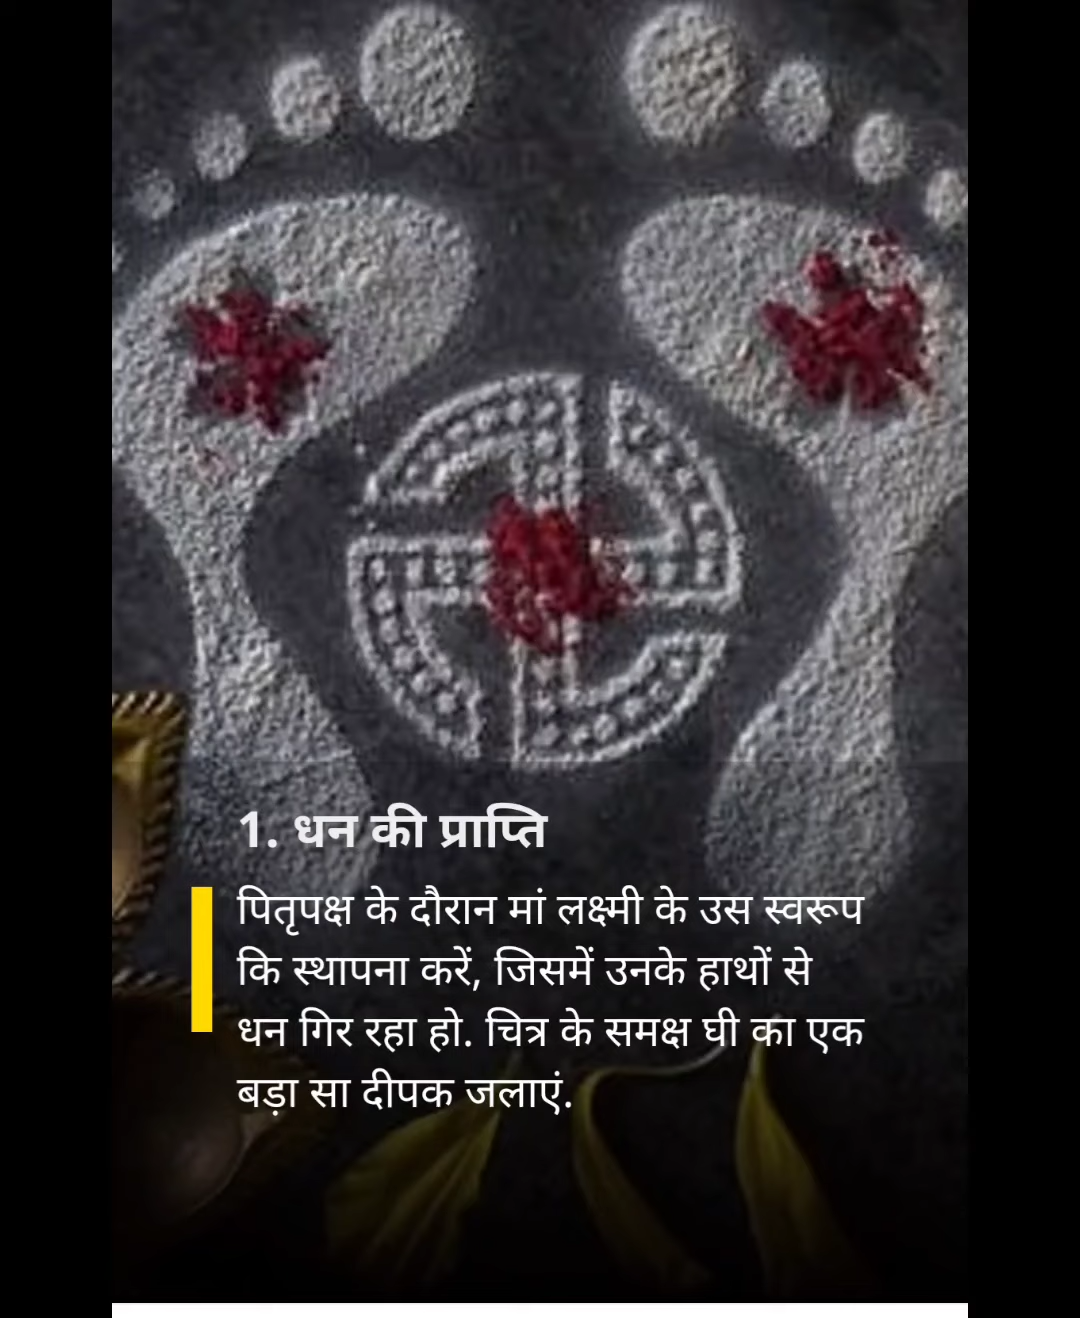 1. धन की प्राप्ति
पितृपक्ष के दौरान मां लक्ष्मी के उस स्वरूप
कि स्थापना करें, जिसमें उनके हाथों से
धन गिर रहा हो. चित्र के समक्ष घी का एक
बड़ा सा दीपक जलाएं.